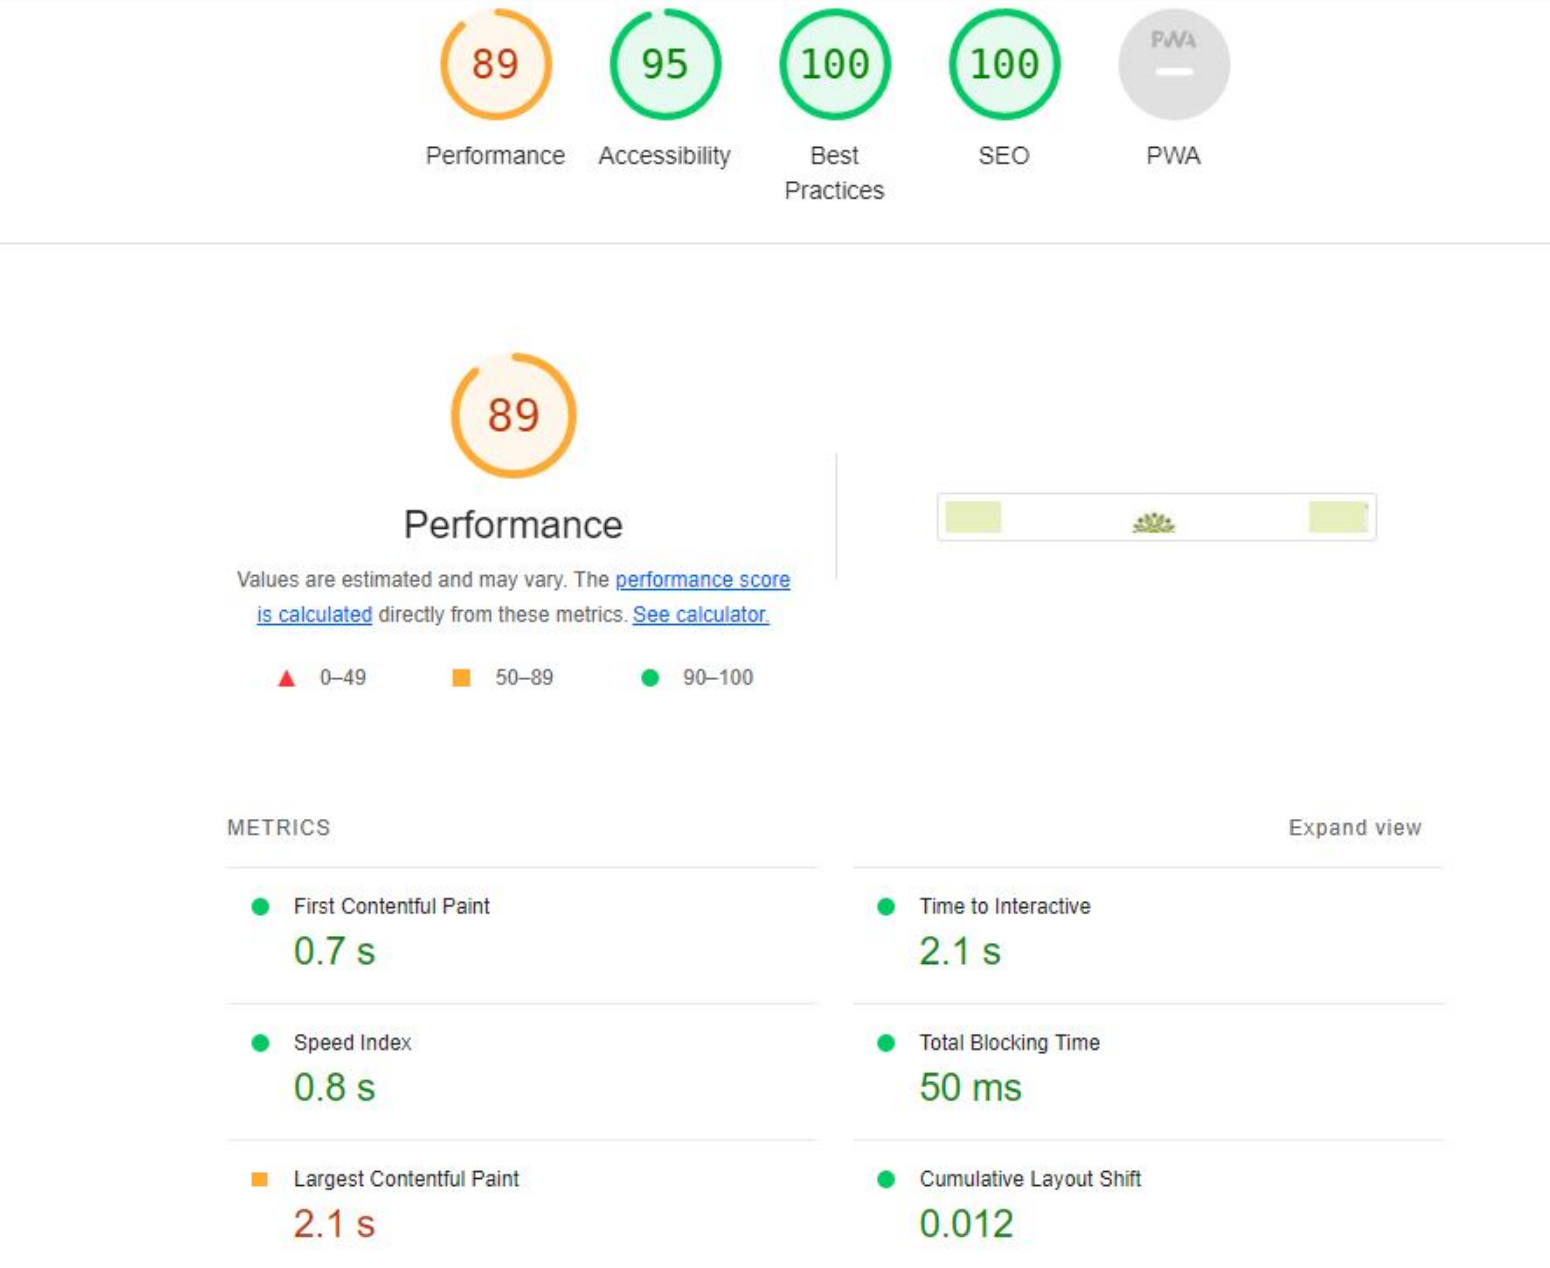 89
95
100
100
PWA
Performance
Accessibility
Best
Practices
SEO
PWA
89
Performance
Values are estimated and may vary. The performance score
is calculated directly from these metrics. See calculator.
0–49
50–89
90–100
METRICS
Expand view
First Contentful Paint
0.7 s
Time to Interactive
2.1 s
Speed Index
0.8 s
Total Blocking Time
50 ms
Largest Contentful Paint
2.1 s
Cumulative Layout Shift
0.012